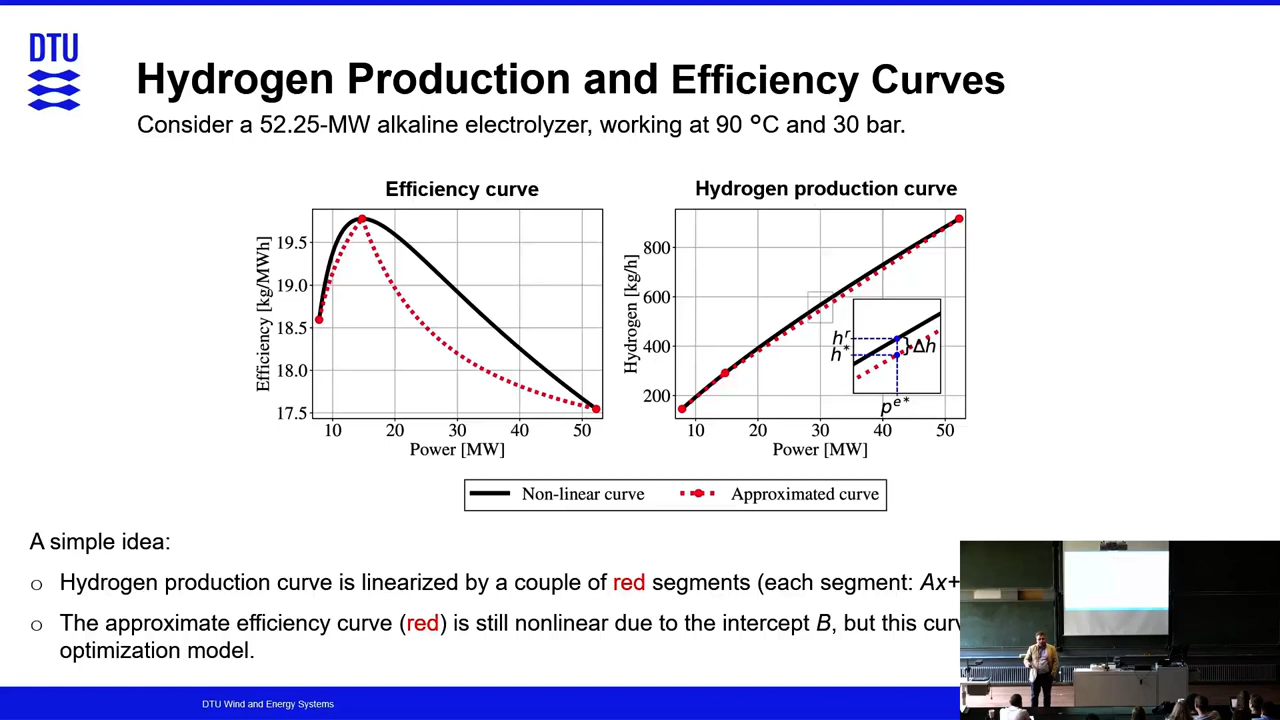 DTU
Hydrogen Production and Efficiency Curves
Consider a 52.25-MW alkaline electrolyzer, working at 90 °C and 30 bar.
Efficiency curve
Efficiency [kg/MWh]
19.5
19.0
18.5
18.0
17.5
10 20 30 40 50
Power [MW]
Hydrogen production curve
Hydrogen [kg/h]
800
600
400
200
h^r
h^*
Δh
p^e*
10 20 30 40 50
Power [MW]
Non-linear curve
Approximated curve
A simple idea:
o Hydrogen production curve is linearized by a couple of red segments (each segment: Ax+
o The approximate efficiency curve (red) is still nonlinear due to the intercept B, but this
optimization model.
DTU Wind and Energy Systems